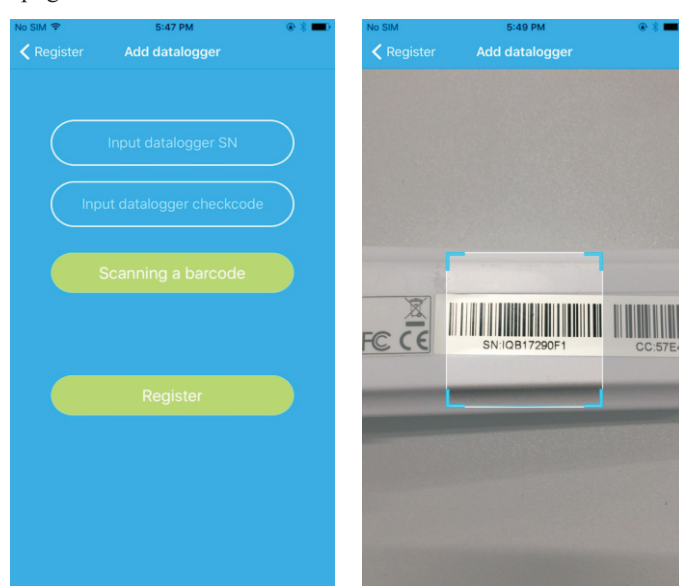 No SIM 5:47 PM
Register Add datalogger
Input datalogger SN
Input datalogger checkcode
Scanning a barcode
Register
No SIM 5:49 PM
Register Add datalogger
FC CE
SN:IQB17290F1
CC:57E